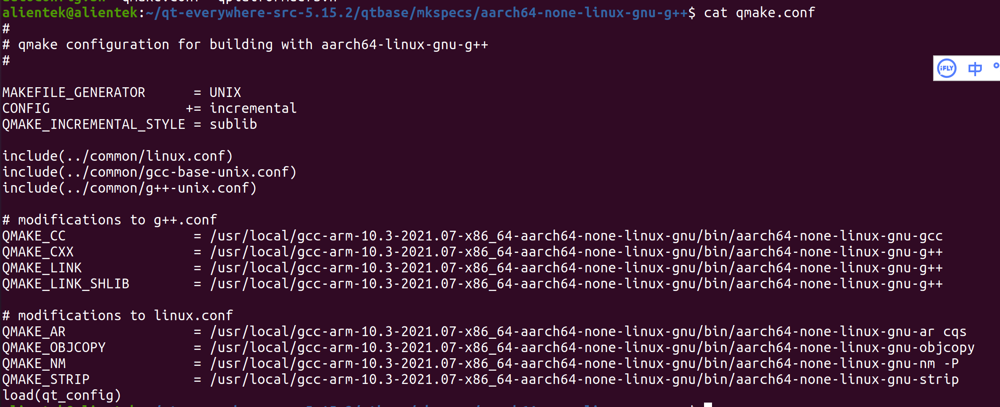 alientek@alientek:~/qt-everywhere-src-5.15.2/qtbase/mkspecs/aarch64-none-linux-gnu-g++$ cat qmake.conf
#
# qmake configuration for building with aarch64-linux-gnu-g++
#
iFLY 中 °
MAKEFILE_GENERATOR      = UNIX
CONFIG                 += incremental
QMAKE_INCREMENTAL_STYLE = sublib
include(../common/linux.conf)
include(../common/gcc-base-unix.conf)
include(../common/g++-unix.conf)
# modifications to g++.conf
QMAKE_CC                = /usr/local/gcc-arm-10.3-2021.07-x86_64-aarch64-none-linux-gnu/bin/aarch64-none-linux-gnu-gcc
QMAKE_CXX               = /usr/local/gcc-arm-10.3-2021.07-x86_64-aarch64-none-linux-gnu/bin/aarch64-none-linux-gnu-g++
QMAKE_LINK              = /usr/local/gcc-arm-10.3-2021.07-x86_64-aarch64-none-linux-gnu/bin/aarch64-none-linux-gnu-g++
QMAKE_LINK_SHLIB        = /usr/local/gcc-arm-10.3-2021.07-x86_64-aarch64-none-linux-gnu/bin/aarch64-none-linux-gnu-g++
# modifications to linux.conf
QMAKE_AR                = /usr/local/gcc-arm-10.3-2021.07-x86_64-aarch64-none-linux-gnu/bin/aarch64-none-linux-gnu-ar cqs
QMAKE_OBJCOPY           = /usr/local/gcc-arm-10.3-2021.07-x86_64-aarch64-none-linux-gnu/bin/aarch64-none-linux-gnu-objcopy
QMAKE_NM                = /usr/local/gcc-arm-10.3-2021.07-x86_64-aarch64-none-linux-gnu/bin/aarch64-none-linux-gnu-nm -P
QMAKE_STRIP             = /usr/local/gcc-arm-10.3-2021.07-x86_64-aarch64-none-linux-gnu/bin/aarch64-none-linux-gnu-strip
load(qt_config)